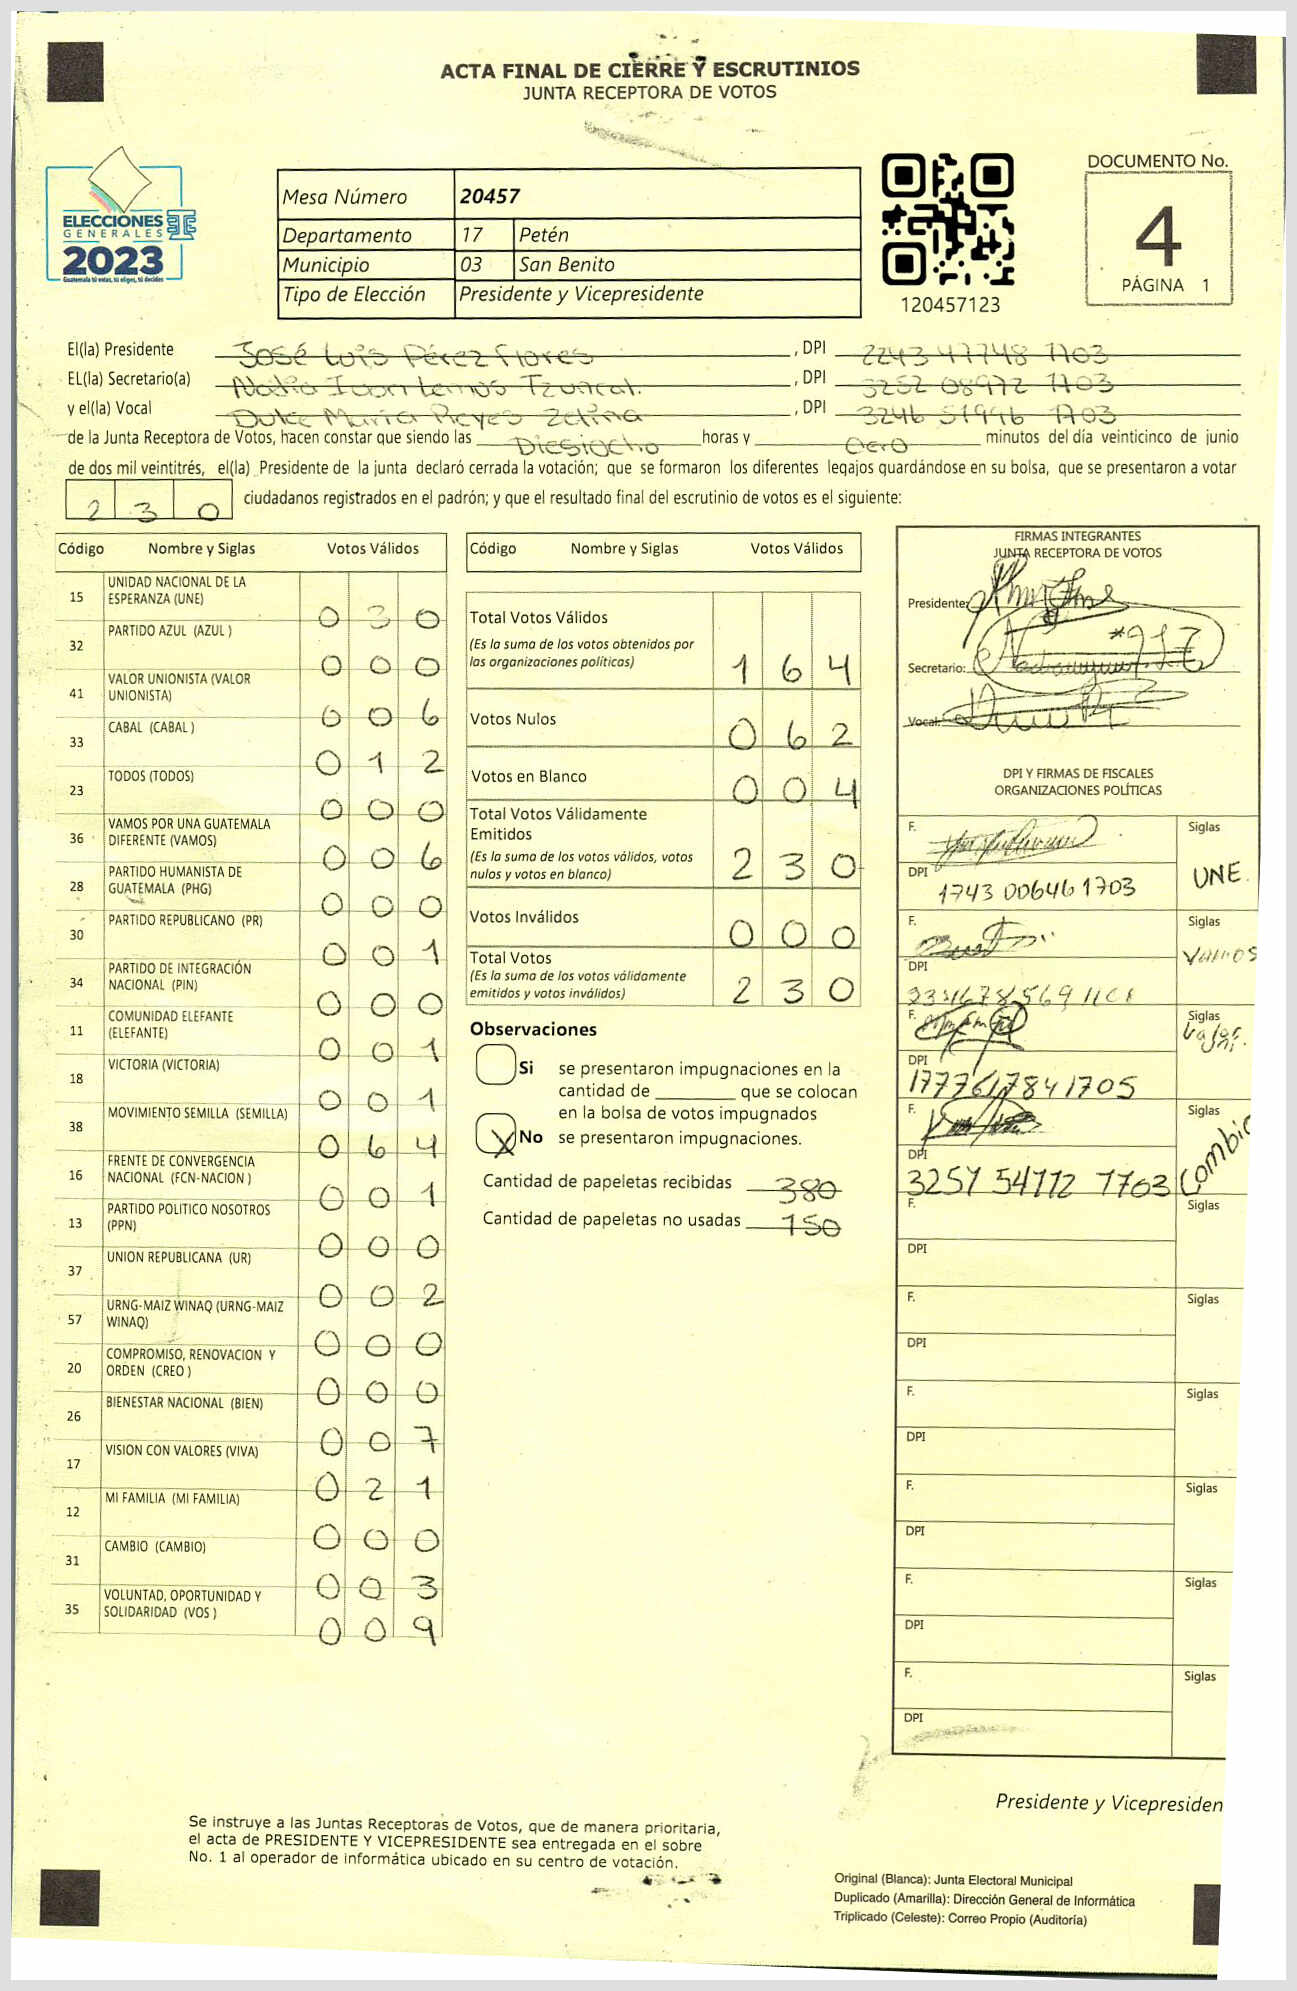 ACTA FINAL DE CIERRE Y ESCRUTINIOS
JUNTA RECEPTORA DE VOTOS
ELECCIONES
GENERALES
2023
Guatemala tú votas, tú eliges, tú decides
Mesa Número 20457
Departamento 17 Petén
Municipio 03 San Benito
Tipo de Elección Presidente y Vicepresidente
120457123
DOCUMENTO No.
4
PÁGINA 1
El(la) Presidente José Luis Pérez Flores, DPI 2243 47748 1703
EL(la) Secretario(a) Lemos Tzuncal., DPI 3252 08972 1703
y el(la) Vocal Dulce María Reyes Zetina, DPI 3246 51996 1703
de la Junta Receptora de Votos, hacen constar que siendo las Diesiocho horas y Cero minutos del día veinticinco de junio
de dos mil veintitrés, el(la) Presidente de la junta declaró cerrada la votación; que se formaron los diferentes legajos guardándose en su bolsa, que se presentaron a votar
2 3 0 ciudadanos registrados en el padrón; y que el resultado final del escrutinio de votos es el siguiente:
Código Nombre y Siglas Votos Válidos
15 UNIDAD NACIONAL DE LA
ESPERANZA (UNE) 0 3 0
32 PARTIDO AZUL (AZUL ) 0 0 0
41 VALOR UNIONISTA (VALOR
UNIONISTA) 0 0 6
33 CABAL (CABAL ) 0 1 2
23 TODOS (TODOS) 0 0 0
36 VAMOS POR UNA GUATEMALA
DIFERENTE (VAMOS) 0 0 6
28 PARTIDO HUMANISTA DE
GUATEMALA (PHG) 0 0 0
30 PARTIDO REPUBLICANO (PR) 0 0 1
34 PARTIDO DE INTEGRACIÓN
NACIONAL (PIN) 0 0 0
11 COMUNIDAD ELEFANTE
(ELEFANTE) 0 0 1
18 VICTORIA (VICTORIA) 0 0 1
38 MOVIMIENTO SEMILLA (SEMILLA) 0 6 4
16 FRENTE DE CONVERGENCIA
NACIONAL (FCN-NACION ) 0 0 1
13 PARTIDO POLITICO NOSOTROS
(PPN) 0 0 0
37 UNION REPUBLICANA (UR) 0 0 2
57 URNG-MAIZ WINAQ (URNG-MAIZ
WINAQ) 0 0 0
20 COMPROMISO, RENOVACION Y
ORDEN (CREO ) 0 0 0
26 BIENESTAR NACIONAL (BIEN) 0 0 7
17 VISION CON VALORES (VIVA) 0 2 1
12 MI FAMILIA (MI FAMILIA) 0 0 0
31 CAMBIO (CAMBIO) 0 0 3
35 VOLUNTAD, OPORTUNIDAD Y
SOLIDARIDAD (VOS ) 0 0 9
Código Nombre y Siglas Votos Válidos
Total Votos Válidos
(Es la suma de los votos obtenidos por
las organizaciones políticas) 1 6 4
Votos Nulos 0 6 2
Votos en Blanco 0 0 4
Total Votos Válidamente
Emitidos
(Es la suma de los votos válidos, votos
nulos y votos en blanco) 2 3 0
Votos Inválidos 0 0 0
Total Votos
(Es la suma de los votos válidamente
emitidos y votos inválidos) 2 3 0
Observaciones
Si se presentaron impugnaciones en la
cantidad de ________ que se colocan
en la bolsa de votos impugnados
X No se presentaron impugnaciones.
Cantidad de papeletas recibidas 380
Cantidad de papeletas no usadas 150
FIRMAS INTEGRANTES
JUNTA RECEPTORA DE VOTOS
Presidente:
Secretario:
Vocal:
DPI Y FIRMAS DE FISCALES
ORGANIZACIONES POLÍTICAS
F. Siglas
DPI 1743 00646 1703 UNE.
F. Siglas
DPI Vamos
F. Siglas
DPI 1777617841705
F. Siglas
DPI 3257 54772 1703 Cambio
F. Siglas
DPI
F. Siglas
DPI
F. Siglas
DPI
F. Siglas
DPI
F. Siglas
DPI
F. Siglas
DPI
Presidente y Vicepresiden
Se instruye a las Juntas Receptoras de Votos, que de manera prioritaria,
el acta de PRESIDENTE Y VICEPRESIDENTE sea entregada en el sobre
No. 1 al operador de informática ubicado en su centro de votación.
Original (Blanca): Junta Electoral Municipal
Duplicado (Amarilla): Dirección General de Informática
Triplicado (Celeste): Correo Propio (Auditoría)